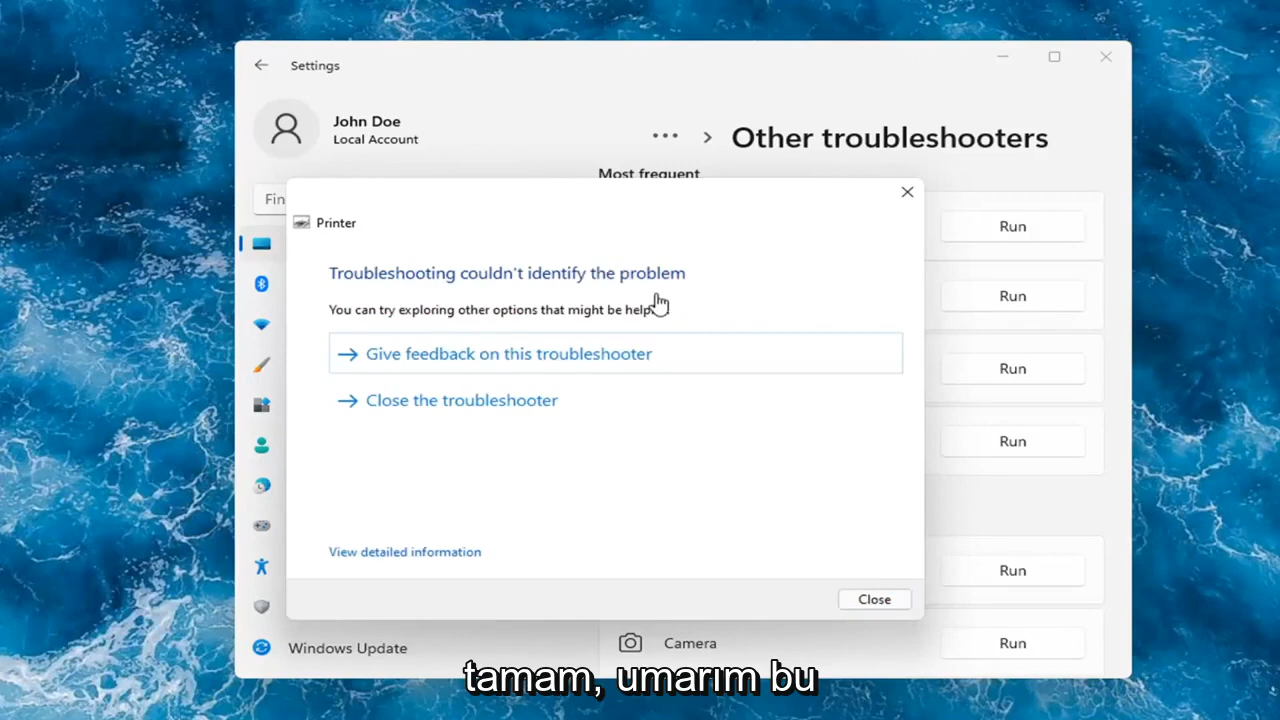 Settings
John Doe
Local Account
Other troubleshooters
Most frequent
Fin
Run
Printer
Troubleshooting couldn't identify the problem
Run
You can try exploring other options that might be
Give feedback on this troubleshooter
Run
Close the troubleshooter
Run
View detailed information
Run
Close
Windows Update
Camera
Run
tamam, umarım bu